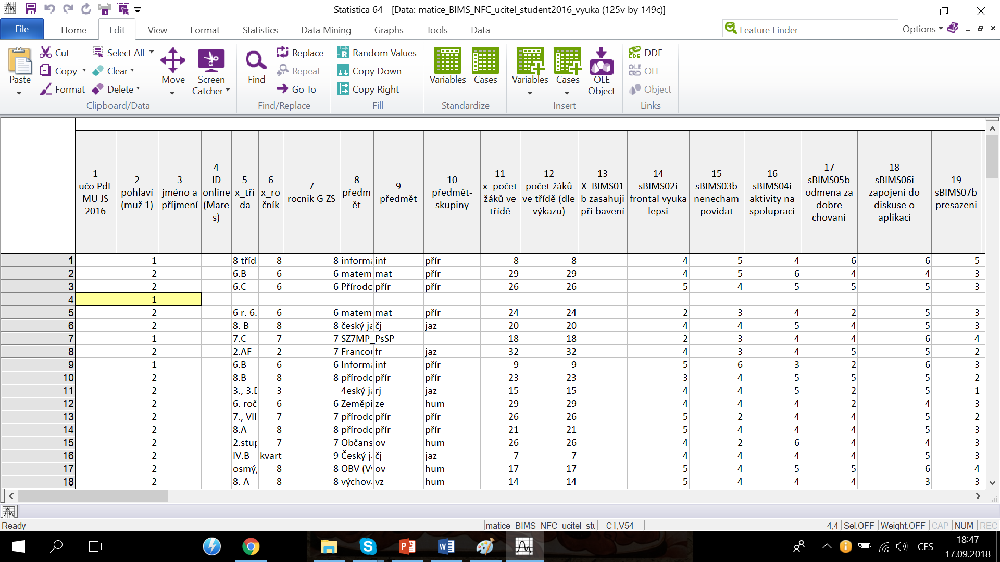 Statistica 64 - [Data: matice_BIMS_NFC_ucitel_student2016_vyuka (125v by 149c)]
File Home Edit View Format Statistics Data Mining Graphs Tools Data Feature Finder Options
Cut Select All Replace Random Values DDE
Copy Clear Repeat Copy Down OLE
Paste Format Delete Move Screen Catcher Find Go To Copy Right Variables Cases Variables Cases OLE Object Object
Clipboard/Data Find/Replace Fill Standardize Insert Links
1 učo PdF MU JS 2016
2 pohlaví (muž 1)
3 jméno a příjmení
4 ID online (Mares)
5 x_třída
6 x_ročník
7 rocnik G ZS
8 předmět
9 předmět
10 předmět-skupiny
11 x_počet žáků ve třídě
12 počet žáků ve třídě (dle výkazu)
13 X_BIMS01b zasahuji při bavení
14 sBIMS02i frontal vyuka lepsi
15 sBIMS03b nenecham povidat
16 sBIMS04i aktivity na spolupraci
17 sBIMS05b odmena za dobre chovani
18 sBIMS06i zapojeni do diskuse o aplikaci
19 sBIMS07b presazeni
1 1 8 8 inf přír 8 8 4 5 4 6 6 5
2 2 6.B 6 6 matem mat přír 29 29 4 5 6 4 4 3
3 2 6.C 6 6 Přírodo přír přír 26 26 5 4 5 5 5 3
4 1
5 2 6 r. 6. 6 6 matem mat přír 24 24 2 3 4 2 5 3
6 2 8. B 8 8 český ja čj jaz 20 20 4 4 5 4 5 3
7 1 7.C 7 7 SZ7MP_PsSP 18 18 2 3 4 4 6 4
8 2 2.AF 2 7 Francou fr jaz 32 32 4 3 4 5 5 2
9 1 6.B 6 6 Informa inf přír 9 9 5 6 3 2 6 3
10 2 8.B 8 8 přírodo přír přír 23 23 3 4 5 5 5 2
11 2 3., 3.D 3 4eský ja rj jaz 15 15 4 4 5 2 5 1
12 2 6. roč 6 6 Zeměpi ze hum 29 29 4 4 4 2 4 3
13 2 7., VII 7 7 přírodo přír přír 26 26 5 2 4 4 5 2
14 2 8.A 8 8 přírodo přír přír 21 21 5 4 4 4 5 3
15 2 2.stup 7 7 Občans ov hum 26 26 4 2 6 4 4 3
16 2 IV.B kvart 9 Český ja čj jaz 7 7 4 4 4 4 5 3
17 2 osmý, 8 8 OBV (Vy ov hum 17 17 5 4 5 5 6 4
18 2 8. A 8 8 výchova vz hum 14 14 5 4 4 4 3 3
Ready matice_BIMS_NFC_ucitel_stu C1,V54 4,4 Sel:OFF Weight:OFF CAP NUM REC
CES 18:47
17.09.2018